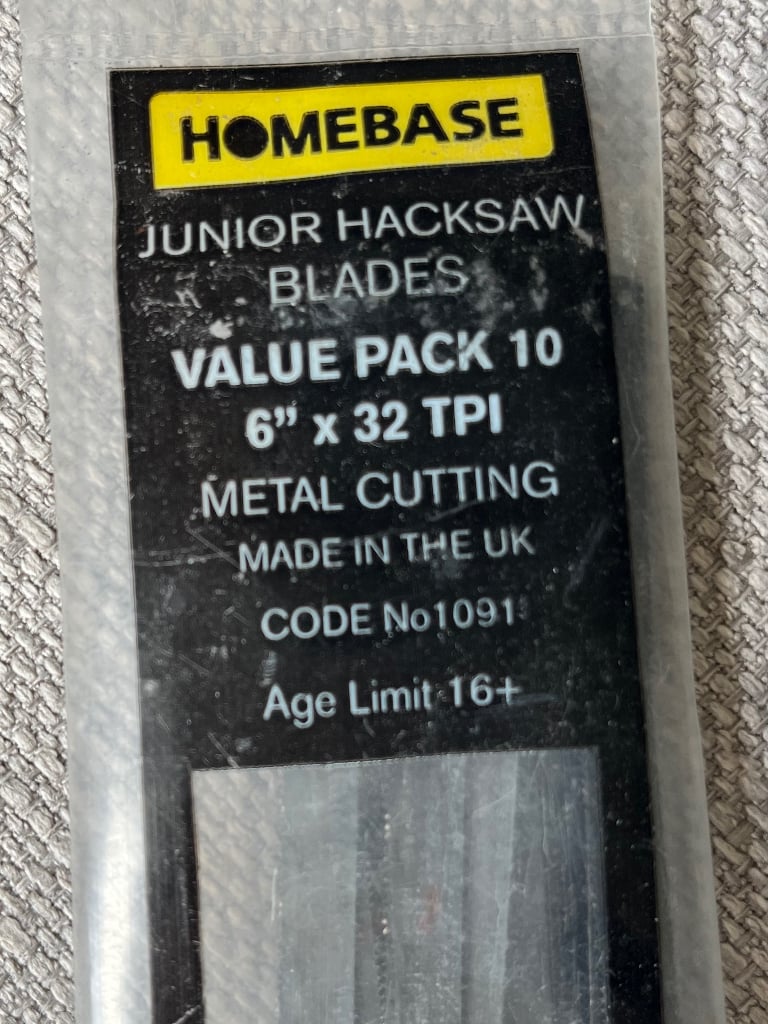 HOMEBASE
JUNIOR HACKSAW
BLADES
VALUE PACK 10
6” x 32 TPI
METAL CUTTING
MADE IN THE UK
CODE No1091
Age Limit 16+